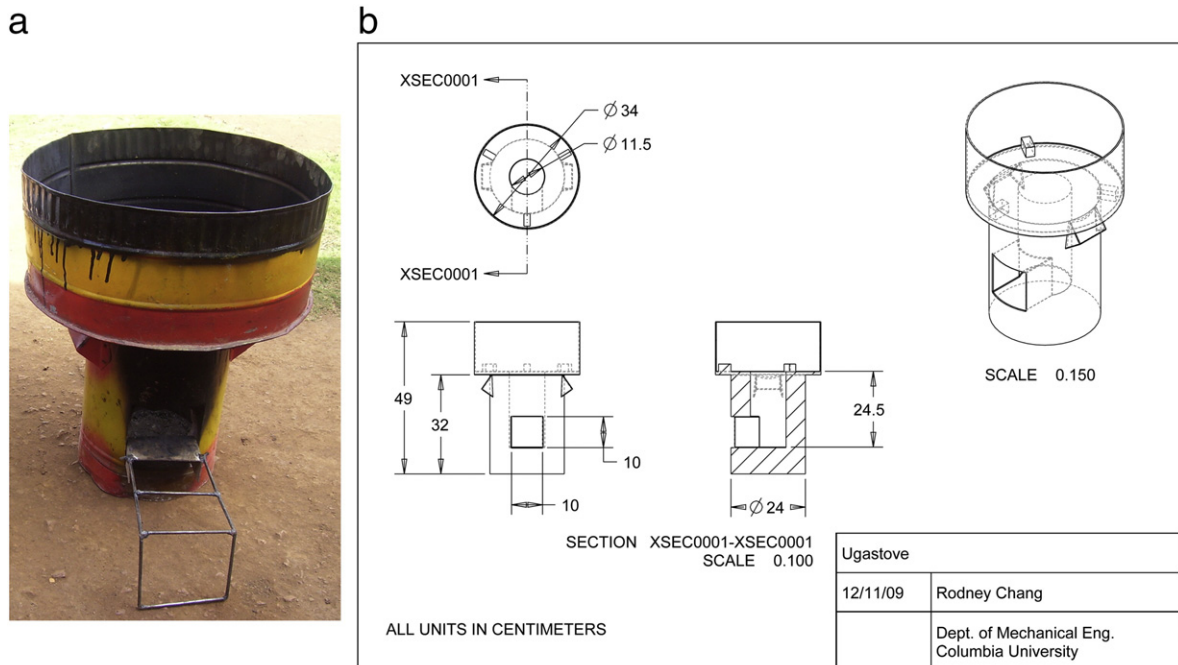 a
b
XSEC0001
Ø 34
Ø 11.5
XSEC0001
SCALE 0.150
49
32
10
10
24.5
Ø 24
SECTION XSEC0001-XSEC0001
SCALE 0.100
ALL UNITS IN CENTIMETERS
Ugastove
12/11/09 Rodney Chang
Dept. of Mechanical Eng.
Columbia University